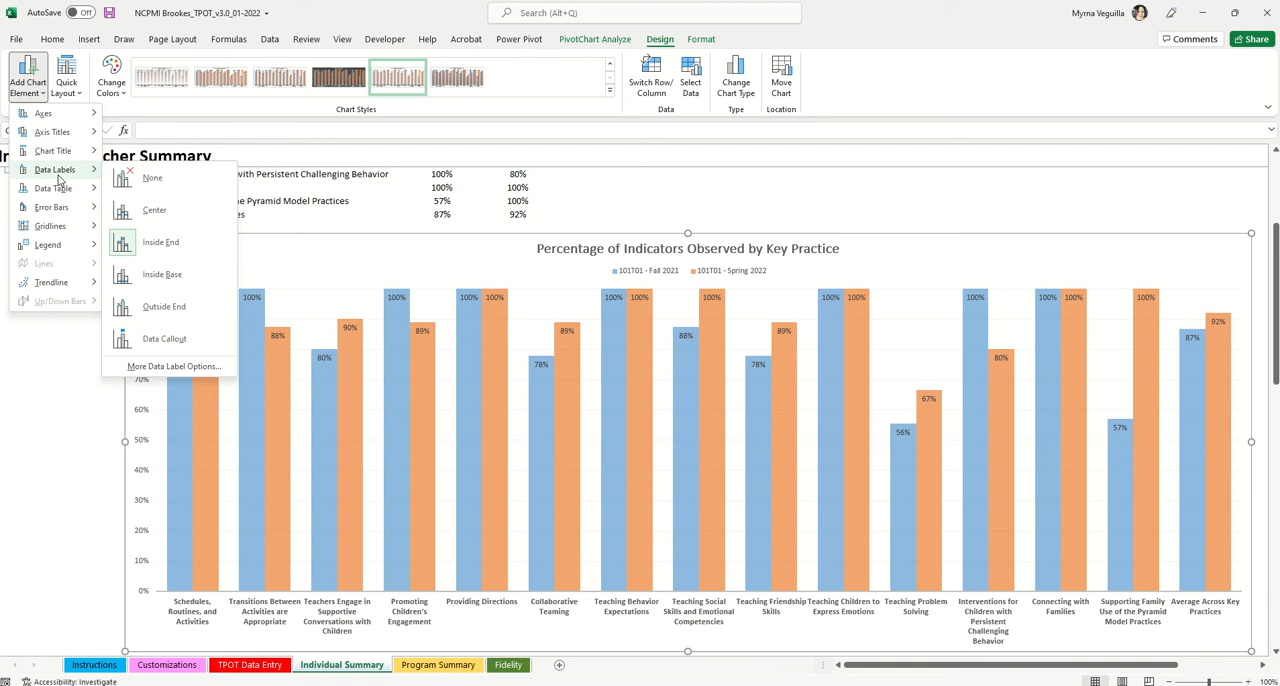 AutoSave Off NCPMI Brookes_TPOT_v3.0_01-2022 Search (Alt+Q) Myrna Veguilla
File Home Insert Draw Page Layout Formulas Data Review View Developer Help Acrobat Power Pivot PivotChart Analyze Design Format Comments Share
Add Chart Element Quick Layout Change Colors Switch Row/ Column Select Data Change Chart Type Move Chart
Chart Styles Data Type Location
Axes
Axis Titles
Chart Title
Data Labels
Data Table
Error Bars
Gridlines
Legend
Lines
Trendline
Up/Down Bars
None
Center
Inside End
Inside Base
Outside End
Data Callout
More Data Label Options...
fx
cher Summary
with Persistent Challenging Behavior 100% 80%
100% 100%
e Pyramid Model Practices 57% 100%
es 87% 92%
Percentage of Indicators Observed by Key Practice
101T01 - Fall 2021 101T01 - Spring 2022
100% 88% 80% 90% 100% 89% 100% 100% 78% 89% 100% 100% 88% 100% 78% 89% 100% 100% 56% 67% 100% 80% 100% 100% 57% 100% 87% 92%
70%
60%
50%
40%
30%
20%
10%
0%
Schedules, Routines, and Activities
Transitions Between Activities are Appropriate
Teachers Engage in Supportive Conversations with Children
Promoting Children's Engagement
Providing Directions
Collaborative Teaming
Teaching Behavior Expectations
Teaching Social Skills and Emotional Competencies
Teaching Friendship Skills
Teaching Children to Express Emotions
Teaching Problem Solving
Interventions for Children with Persistent Challenging Behavior
Connecting with Families
Supporting Family Use of the Pyramid Model Practices
Average Across Key Practices
Instructions Customizations TPOT Data Entry Individual Summary Program Summary Fidelity
Accessibility: Investigate 100%